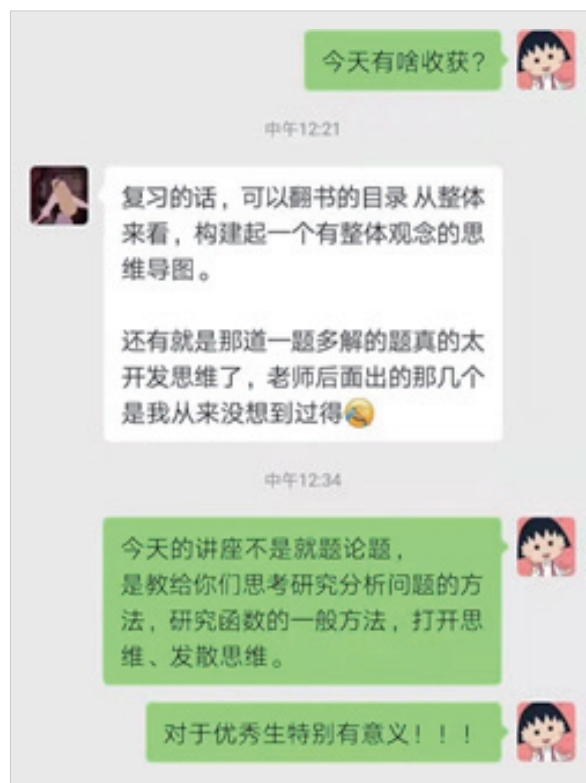 今天有啥收获?
中午12:21
复习的话，可以翻书的目录 从整体
来看，构建起一个有整体观念的思
维导图。
还有就是那道一题多解的题真的太
开发思维了，老师后面出的那几个
是我从来没想到过得
中午12:34
今天的讲座不是就题论题，
是教给你们思考研究分析问题的方
法，研究函数的一般方法，打开思
维、发散思维。
对于优秀生特别有意义！！！